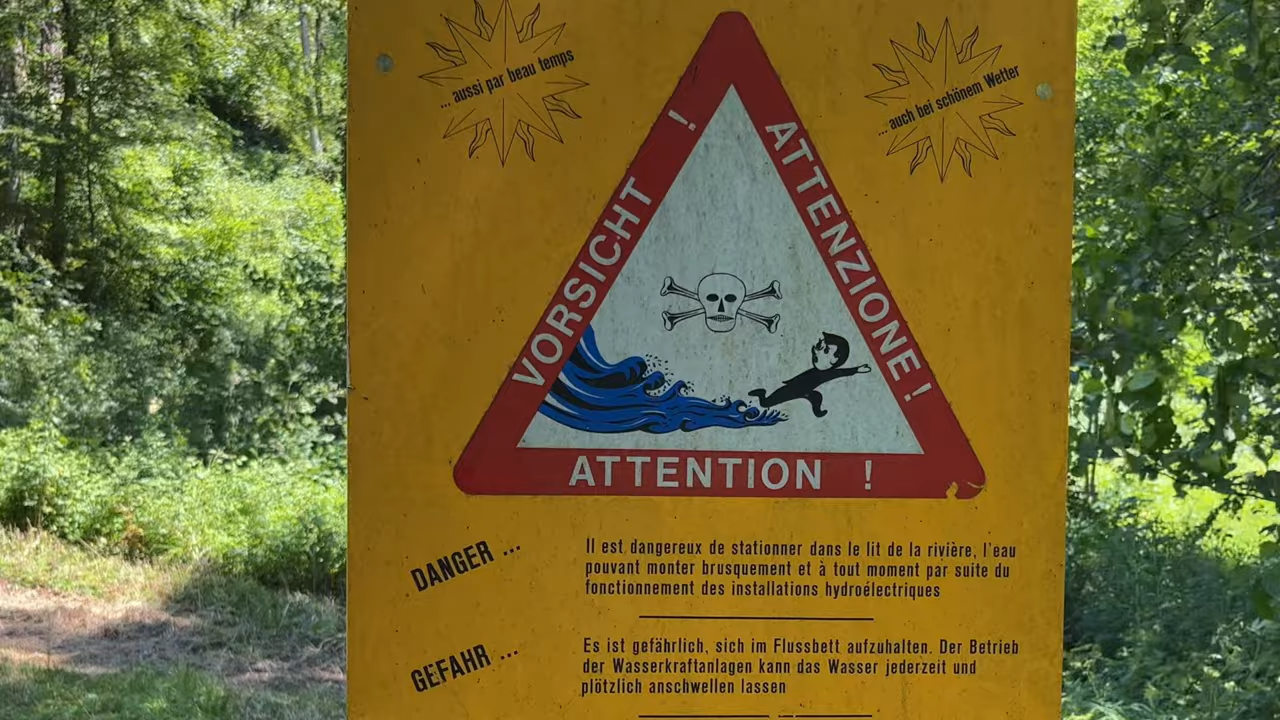 ... aussi par beau temps
... auch bei schönem Wetter
VORSICHT !
ATTENZIONE !
ATTENTION !
DANGER ...
Il est dangereux de stationner dans le lit de la rivière, l'eau
pouvant monter brusquement et à tout moment par suite du
fonctionnement des installations hydroélectriques
GEFAHR ...
Es ist gefährlich, sich im Flussbett aufzuhalten. Der Betrieb
der Wasserkraftanlagen kann das Wasser jederzeit und
plötzlich anschwellen lassen